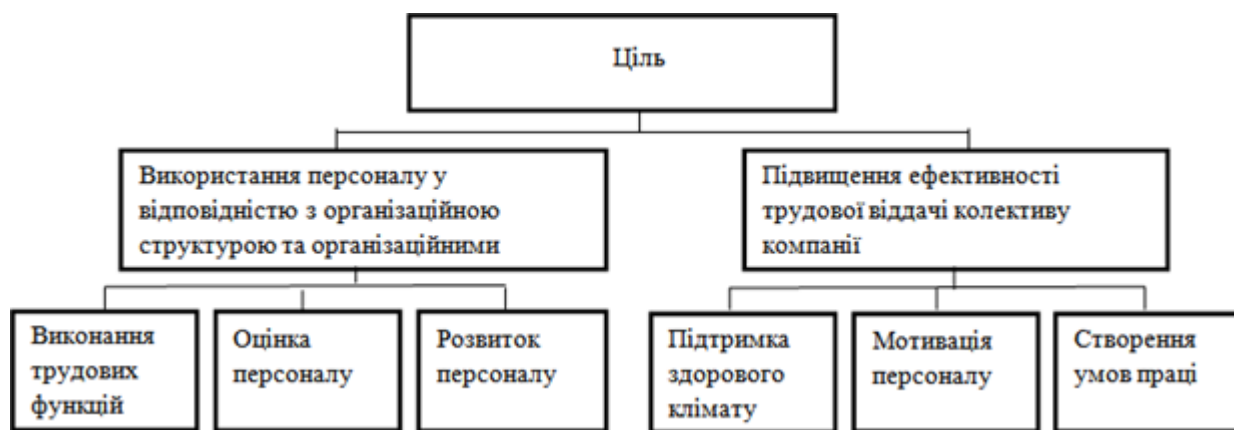 Ціль
Використання персоналу у
відповідністю з організаційною
структурою та організаційними
Підвищення ефективності
трудової віддачі колективу
компанії
Виконання
трудових
функцій
Оцінка
персоналу
Розвиток
персоналу
Підтримка
здорового
клімату
Мотивація
персоналу
Створення
умов праці